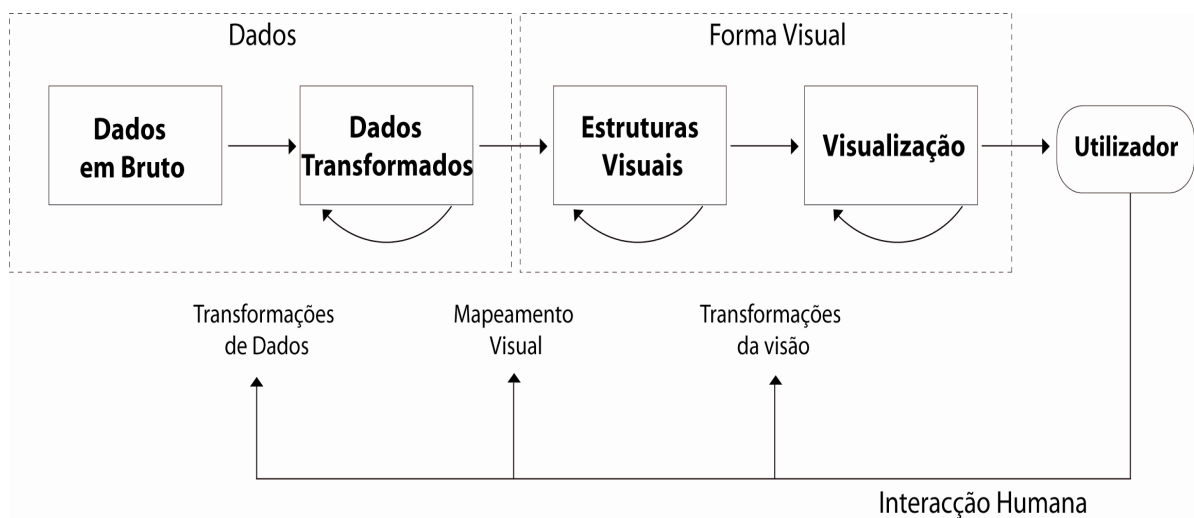 Dados
Forma Visual
Dados
em Bruto
Dados
Transformados
Estruturas
Visuais
Visualização
Utilizador
Transformações
de Dados
Mapeamento
Visual
Transformações
da visão
Interacção Humana